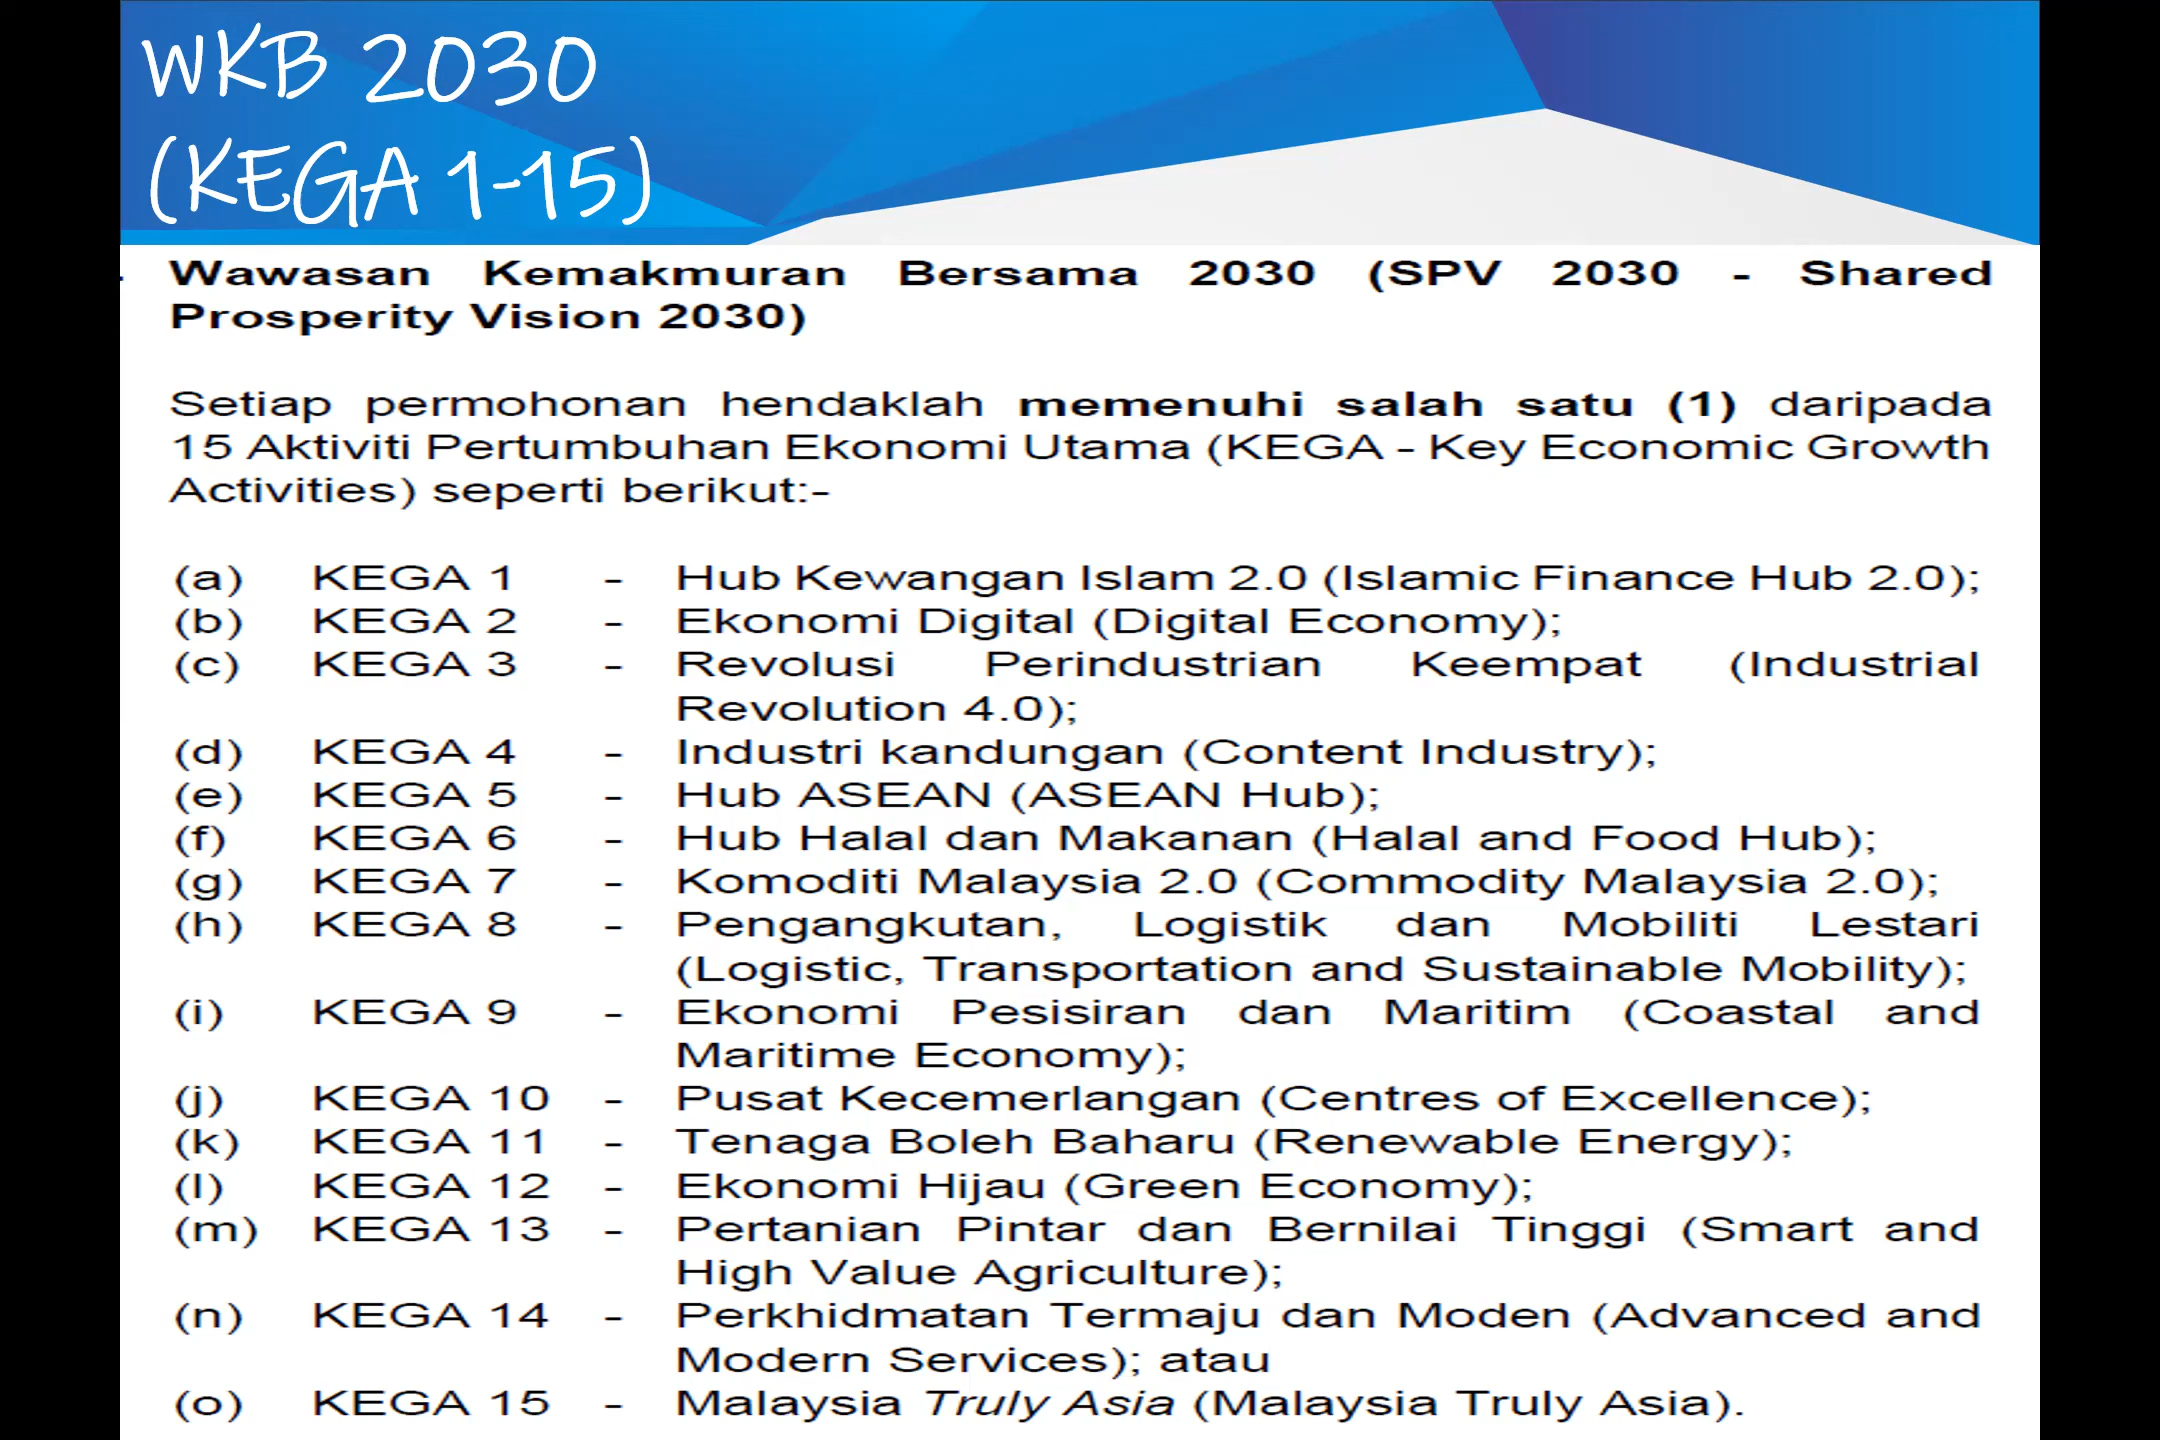 WKB 2030
(KEGA 1-15)
Wawasan Kemakmuran Bersama 2030 (SPV 2030 - Shared
Prosperity Vision 2030)
Setiap permohonan hendaklah memenuhi salah satu (1) daripada
15 Aktiviti Pertumbuhan Ekonomi Utama (KEGA - Key Economic Growth
Activities) seperti berikut:-
(a) KEGA 1 - Hub Kewangan Islam 2.0 (Islamic Finance Hub 2.0);
(b) KEGA 2 - Ekonomi Digital (Digital Economy);
(c) KEGA 3 - Revolusi Perindustrian Keempat (Industrial
Revolution 4.0);
(d) KEGA 4 - Industri kandungan (Content Industry);
(e) KEGA 5 - Hub ASEAN (ASEAN Hub);
(f) KEGA 6 - Hub Halal dan Makanan (Halal and Food Hub);
(g) KEGA 7 - Komoditi Malaysia 2.0 (Commodity Malaysia 2.0);
(h) KEGA 8 - Pengangkutan, Logistik dan Mobiliti Lestari
(Logistic, Transportation and Sustainable Mobility);
(i) KEGA 9 - Ekonomi Pesisiran dan Maritim (Coastal and
Maritime Economy);
(j) KEGA 10 - Pusat Kecemerlangan (Centres of Excellence);
(k) KEGA 11 - Tenaga Boleh Baharu (Renewable Energy);
(l) KEGA 12 - Ekonomi Hijau (Green Economy);
(m) KEGA 13 - Pertanian Pintar dan Bernilai Tinggi (Smart and
High Value Agriculture);
(n) KEGA 14 - Perkhidmatan Termaju dan Moden (Advanced and
Modern Services); atau
(o) KEGA 15 - Malaysia Truly Asia (Malaysia Truly Asia).